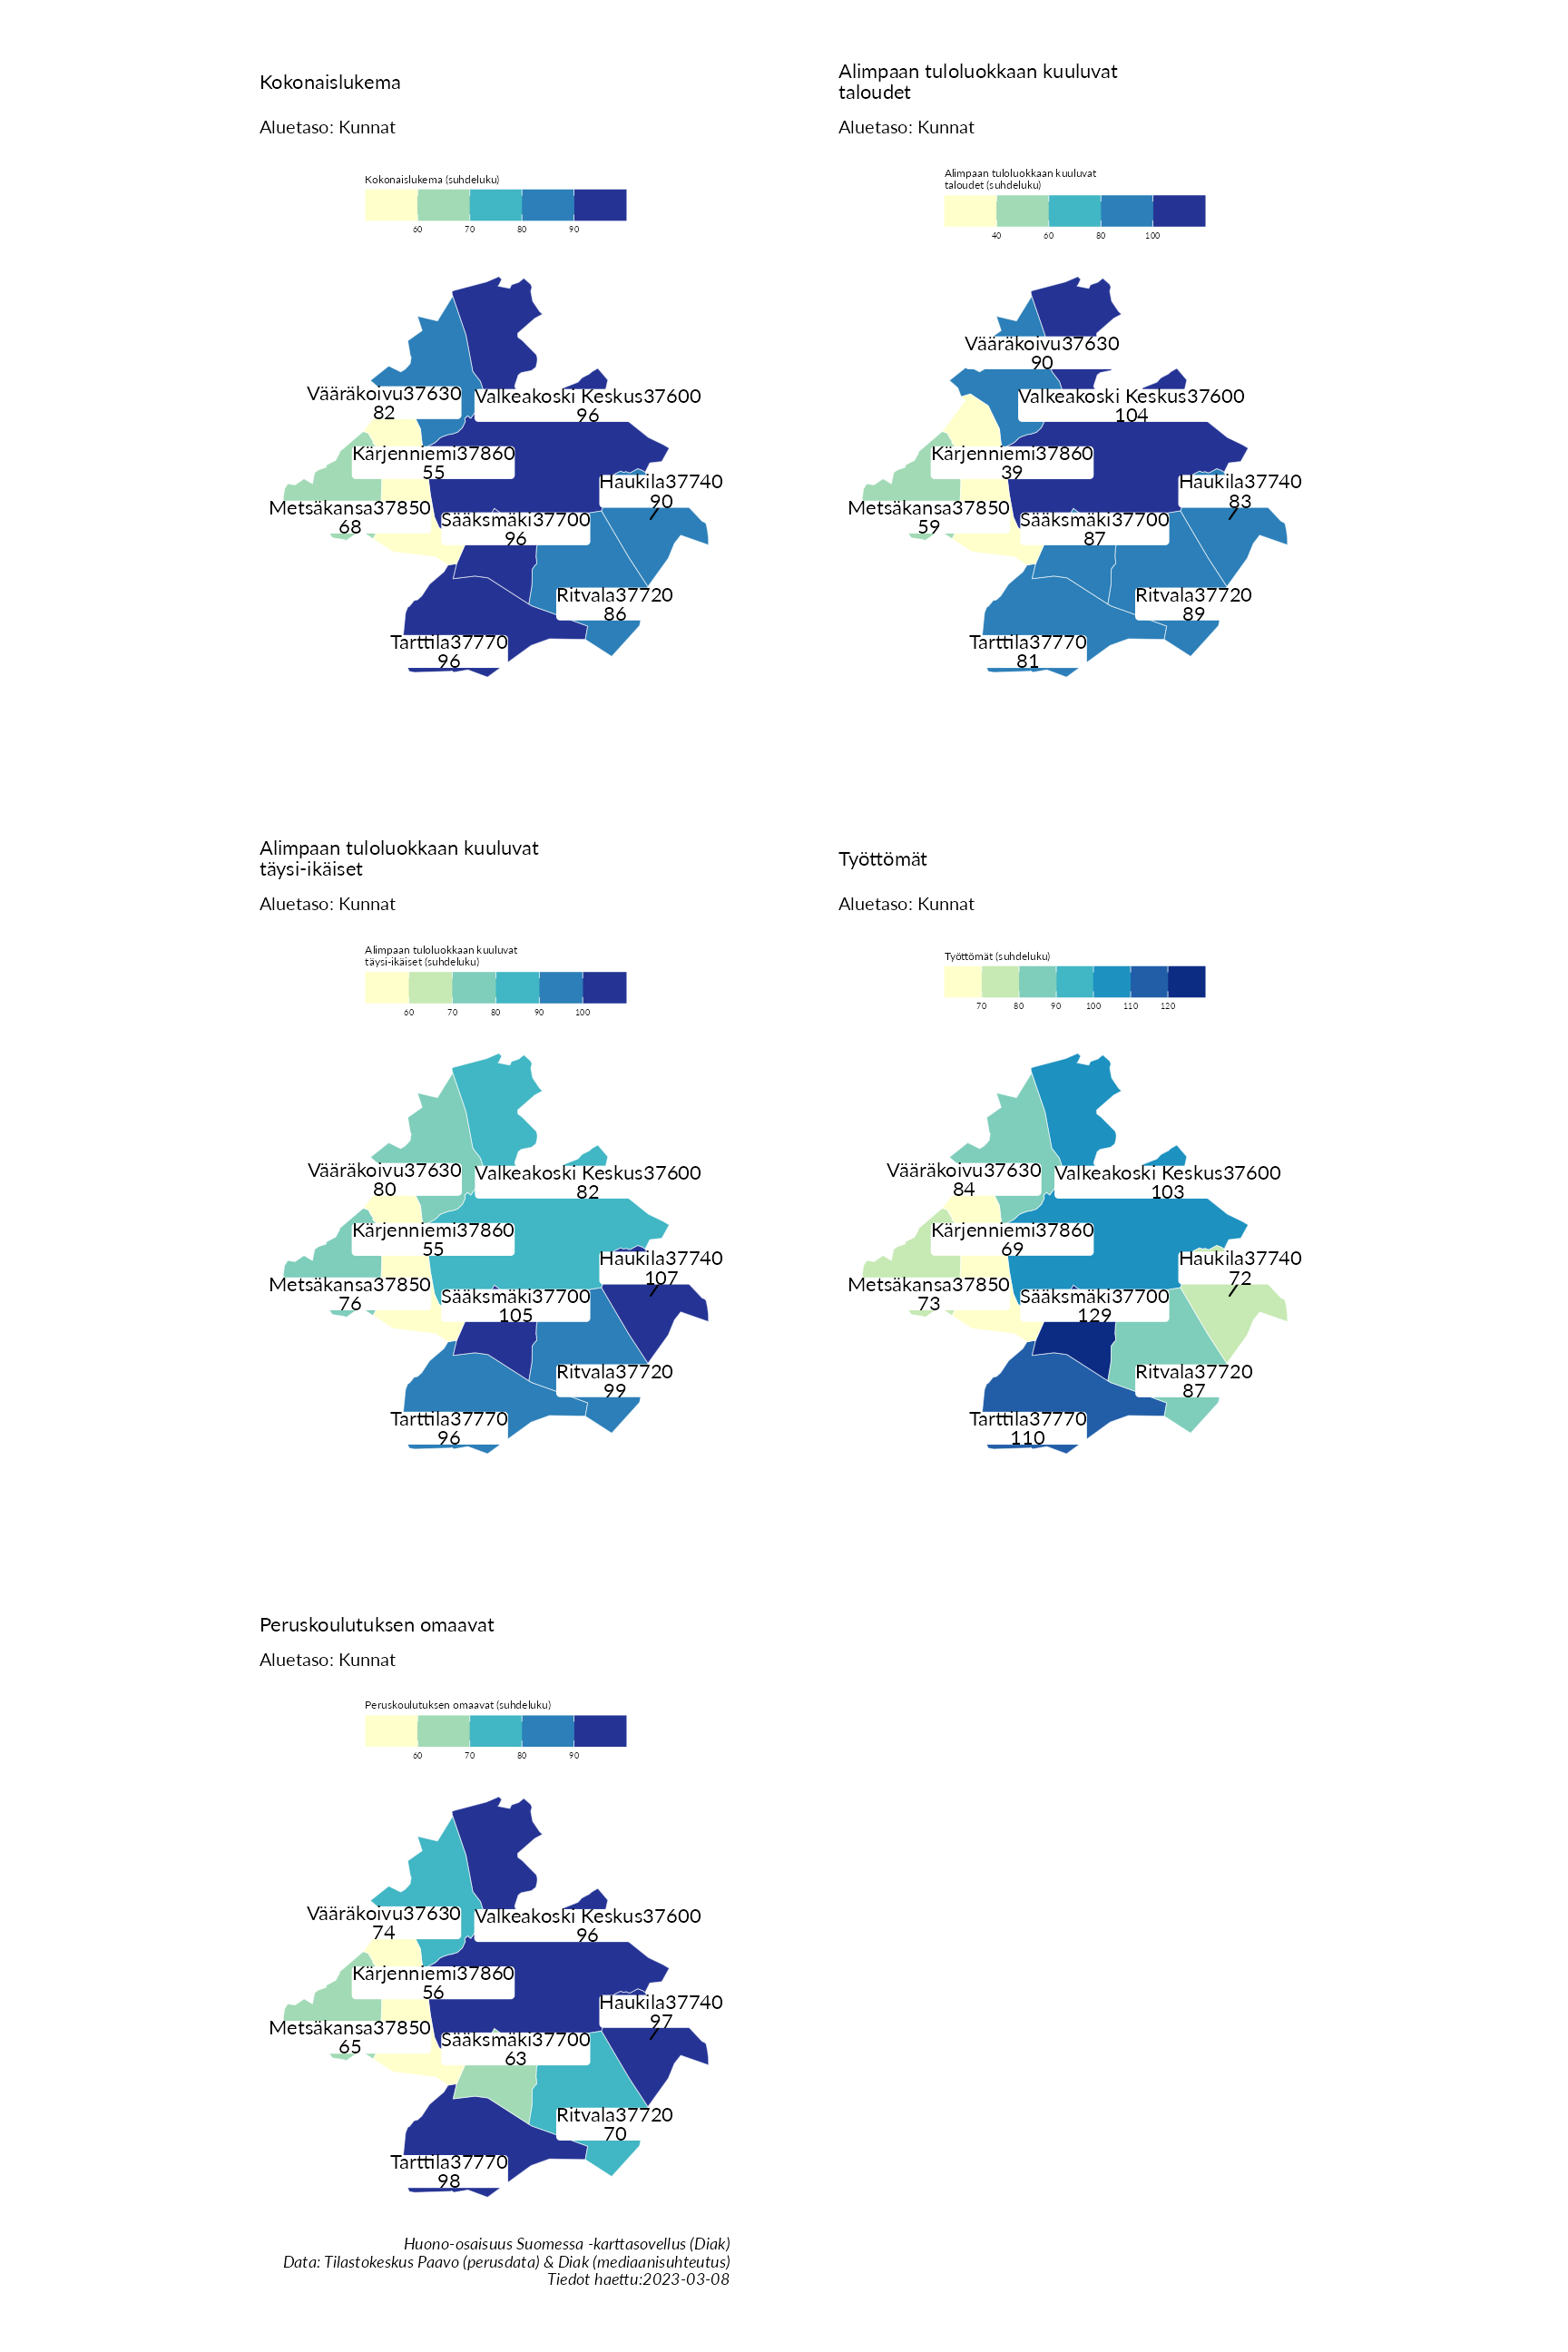 Kokonaislukema
Aluetaso: Kunnat
Kokonaislukema (suhdeluku)
60 70 80 90
Vääräkoivu37630
82
Valkeakoski Keskus37600
96
Kärjenniemi37860
55
Haukila37740
90
Metsäkansa37850
68
Sääksmäki37700
96
Ritvala37720
86
Tarttila37770
96
Alimpaan tuloluokkaan kuuluvat
taloudet
Aluetaso: Kunnat
Alimpaan tuloluokkaan kuuluvat
taloudet (suhdeluku)
40 60 80 100
Vääräkoivu37630
90
Valkeakoski Keskus37600
104
Kärjenniemi37860
39
Haukila37740
83
Metsäkansa37850
59
Sääksmäki37700
87
Ritvala37720
89
Tarttila37770
81
Alimpaan tuloluokkaan kuuluvat
täysi-ikäiset
Aluetaso: Kunnat
Alimpaan tuloluokkaan kuuluvat
täysi-ikäiset (suhdeluku)
60 70 80 90 100
Vääräkoivu37630
80
Valkeakoski Keskus37600
82
Kärjenniemi37860
55
Haukila37740
107
Metsäkansa37850
76
Sääksmäki37700
105
Ritvala37720
99
Tarttila37770
96
Työttömät
Aluetaso: Kunnat
Työttömät (suhdeluku)
70 80 90 100 110 120
Vääräkoivu37630
84
Valkeakoski Keskus37600
103
Kärjenniemi37860
69
Haukila37740
72
Metsäkansa37850
73
Sääksmäki37700
129
Ritvala37720
87
Tarttila37770
110
Peruskoulutuksen omaavat
Aluetaso: Kunnat
Peruskoulutuksen omaavat (suhdeluku)
60 70 80 90
Vääräkoivu37630
74
Valkeakoski Keskus37600
96
Kärjenniemi37860
56
Haukila37740
97
Metsäkansa37850
65
Sääksmäki37700
63
Ritvala37720
70
Tarttila37770
98
Huono-osaisuus Suomessa -karttasovellus (Diak)
Data: Tilastokeskus Paavo (perusdata) & Diak (mediaanisuhteutus)
Tiedot haettu:2023-03-08